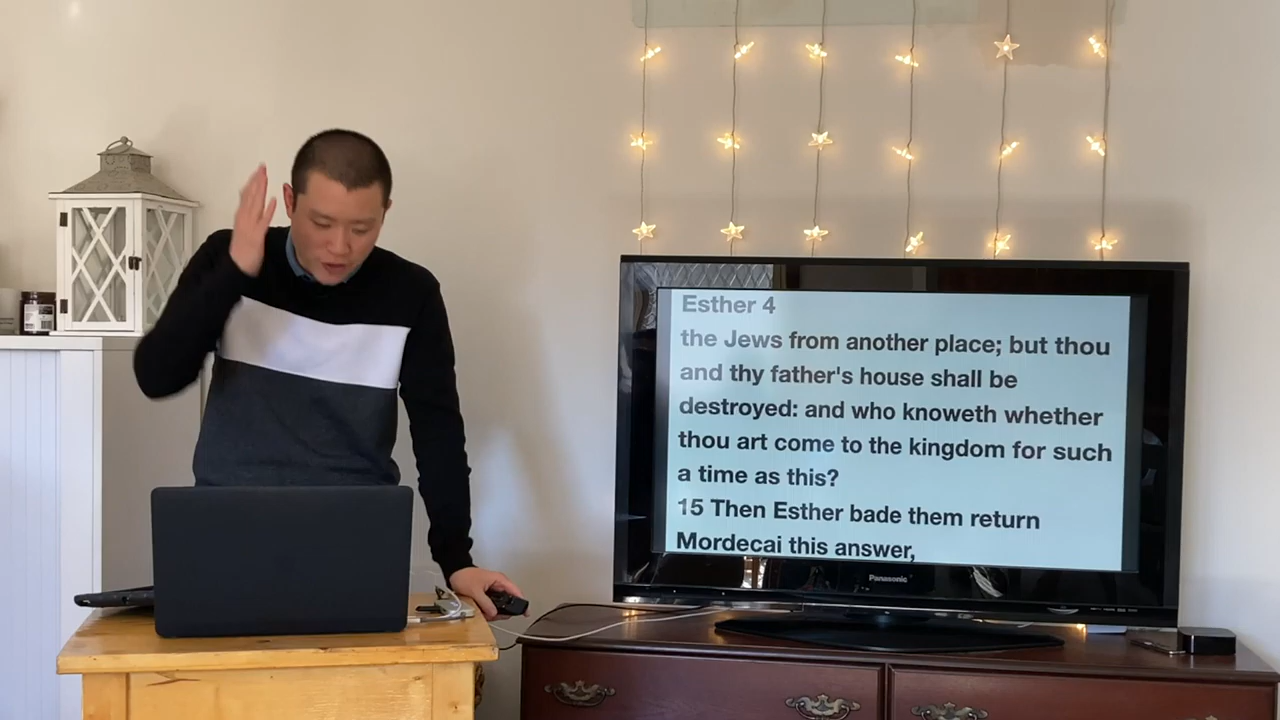 Esther 4
the Jews from another place; but thou
and thy father's house shall be
destroyed: and who knoweth whether
thou art come to the kingdom for such
a time as this?
15 Then Esther bade them return
Mordecai this answer,
Panasonic